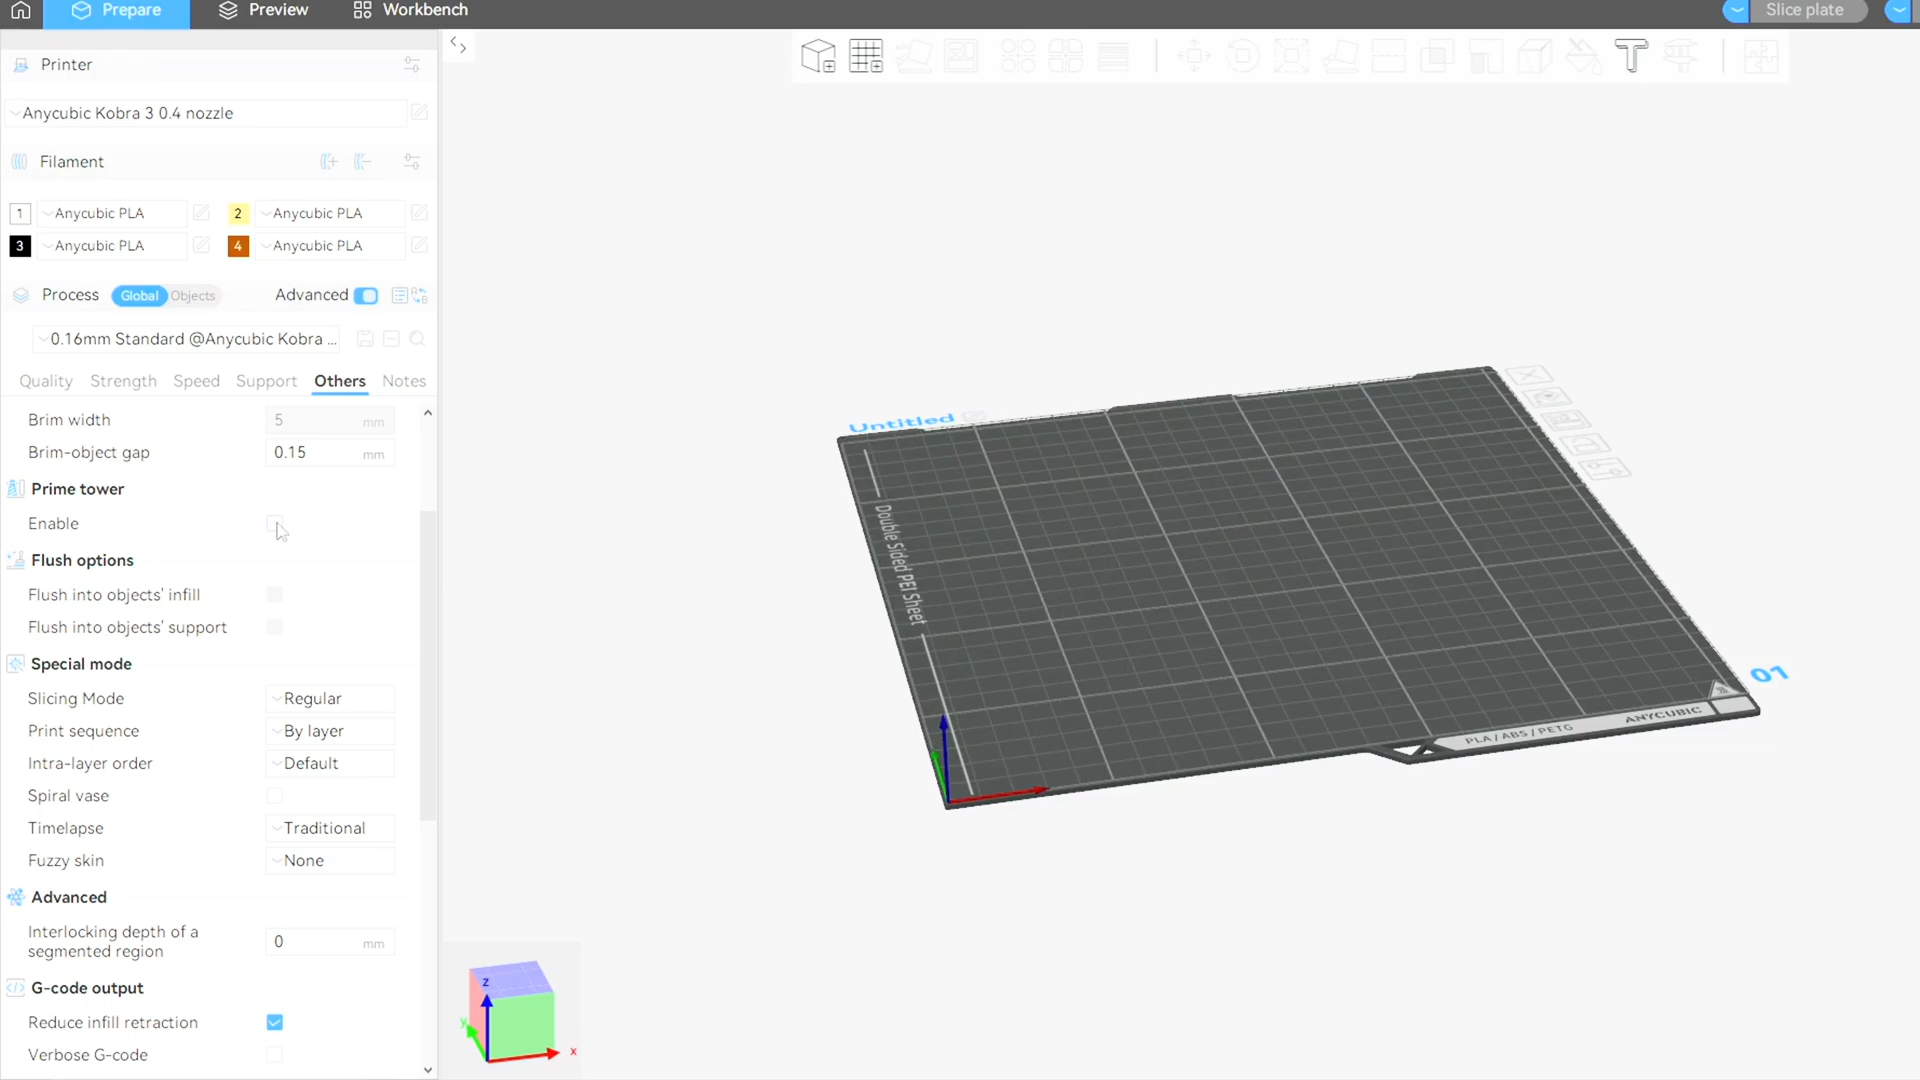 Prepare
Preview
Workbench
Slice plate
Printer
Anycubic Kobra 3 0.4 nozzle
Filament
1 Anycubic PLA
2 Anycubic PLA
3 Anycubic PLA
4 Anycubic PLA
Process Global Objects Advanced
0.16mm Standard @Anycubic Kobra ...
Quality Strength Speed Support Others Notes
Brim width 5 mm
Brim-object gap 0.15 mm
Prime tower
Enable
Flush options
Flush into objects' infill
Flush into objects' support
Special mode
Slicing Mode Regular
Print sequence By layer
Intra-layer order Default
Spiral vase
Timelapse Traditional
Fuzzy skin None
Advanced
Interlocking depth of a
segmented region 0 mm
G-code output
Reduce infill retraction
Verbose G-code
Untitled
Double Sided PEI Sheet
01
PLA / ABS / PETG
ANYCUBIC
z
y
x